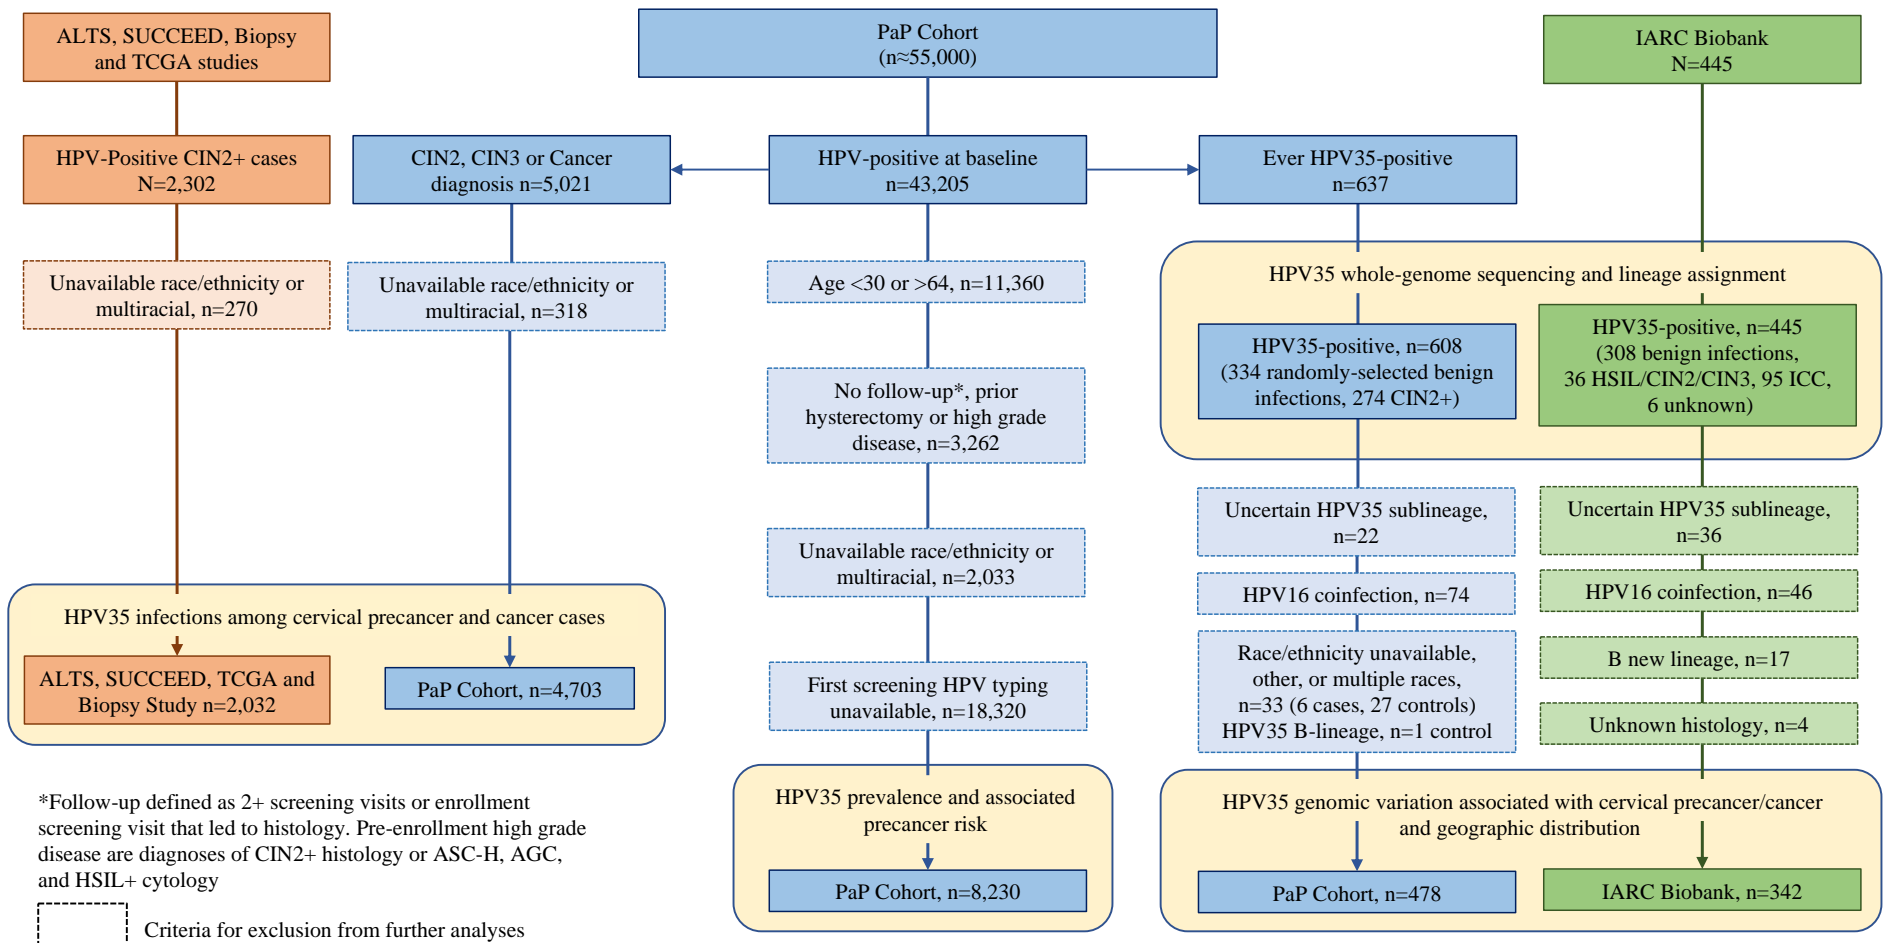 ALTS, SUCCEED, Biopsy
and TCGA studies
PaP Cohort
(n≈55,000)
IARC Biobank
N=445
HPV-Positive CIN2+ cases
N=2,302
CIN2, CIN3 or Cancer
diagnosis n=5,021
HPV-positive at baseline
n=43,205
Ever HPV35-positive
n=637
Unavailable race/ethnicity or
multiracial, n=270
Unavailable race/ethnicity or
multiracial, n=318
Age <30 or >64, n=11,360
No follow-up*, prior
hysterectomy or high grade
disease, n=3,262
Unavailable race/ethnicity or
multiracial, n=2,033
First screening HPV typing
unavailable, n=18,320
HPV35 whole-genome sequencing and lineage assignment
HPV35-positive, n=608
(334 randomly-selected benign
infections, 274 CIN2+)
HPV35-positive, n=445
(308 benign infections,
36 HSIL/CIN2/CIN3, 95 ICC,
6 unknown)
Uncertain HPV35 sublineage,
n=22
HPV16 coinfection, n=74
Race/ethnicity unavailable,
other, or multiple races,
n=33 (6 cases, 27 controls)
HPV35 B-lineage, n=1 control
Uncertain HPV35 sublineage,
n=36
HPV16 coinfection, n=46
B new lineage, n=17
Unknown histology, n=4
HPV35 infections among cervical precancer and cancer cases
ALTS, SUCCEED, TCGA and
Biopsy Study n=2,032
PaP Cohort, n=4,703
HPV35 prevalence and associated
precancer risk
PaP Cohort, n=8,230
HPV35 genomic variation associated with cervical precancer/cancer
and geographic distribution
PaP Cohort, n=478
IARC Biobank, n=342
*Follow-up defined as 2+ screening visits or enrollment
screening visit that led to histology. Pre-enrollment high grade
disease are diagnoses of CIN2+ histology or ASC-H, AGC,
and HSIL+ cytology
Criteria for exclusion from further analyses